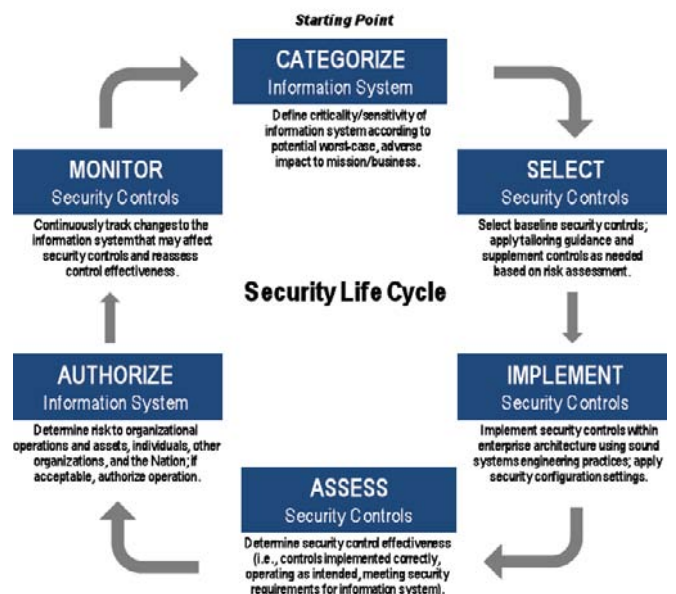 Starting Point
CATEGORIZE
Information System
Define criticality/sensitivity of
information system according to
potential worst-case, adverse
impact to mission/business.
SELECT
Security Controls
Select baseline security controls;
apply tailoring guidance and
supplement controls as needed
based on risk assessment.
IMPLEMENT
Security Controls
Implement security controls within
enterprise architecture using sound
systems engineering practices; apply
security configuration settings.
ASSESS
Security Controls
Determine security control effectiveness
(i.e., controls implemented correctly,
operating as intended, meeting security
requirements for information system).
AUTHORIZE
Information System
Determine risk to organizational
operations and assets, individuals, other
organizations, and the Nation; if
acceptable, authorize operation.
MONITOR
Security Controls
Continuously track changes to the
information system that may affect
security controls and reassess
control effectiveness.
Security Life Cycle